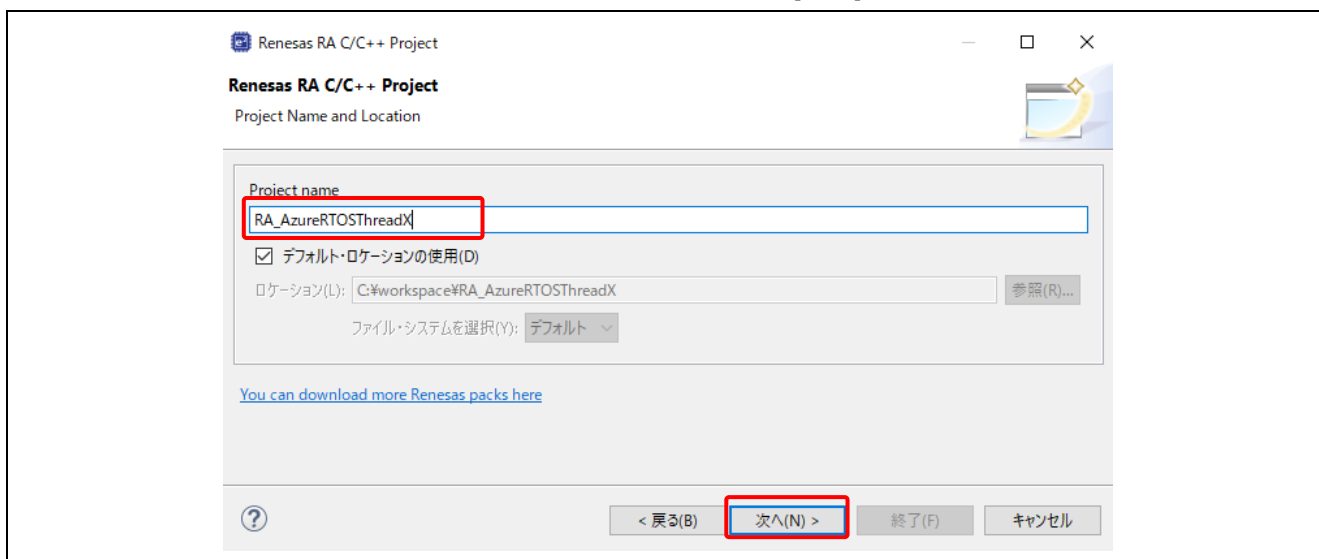 Renesas RA C/C++ Project
Renesas RA C/C++ Project
Project Name and Location
Project name
RA_AzureRTOSThreadX
デフォルト・ロケーションの使用(D)
ロケーション(L): C:¥workspace¥RA_AzureRTOSThreadX 参照(R)...
ファイル・システムを選択(Y): デフォルト
You can download more Renesas packs here
? < 戻る(B) 次へ(N) > 終了(F) キャンセル